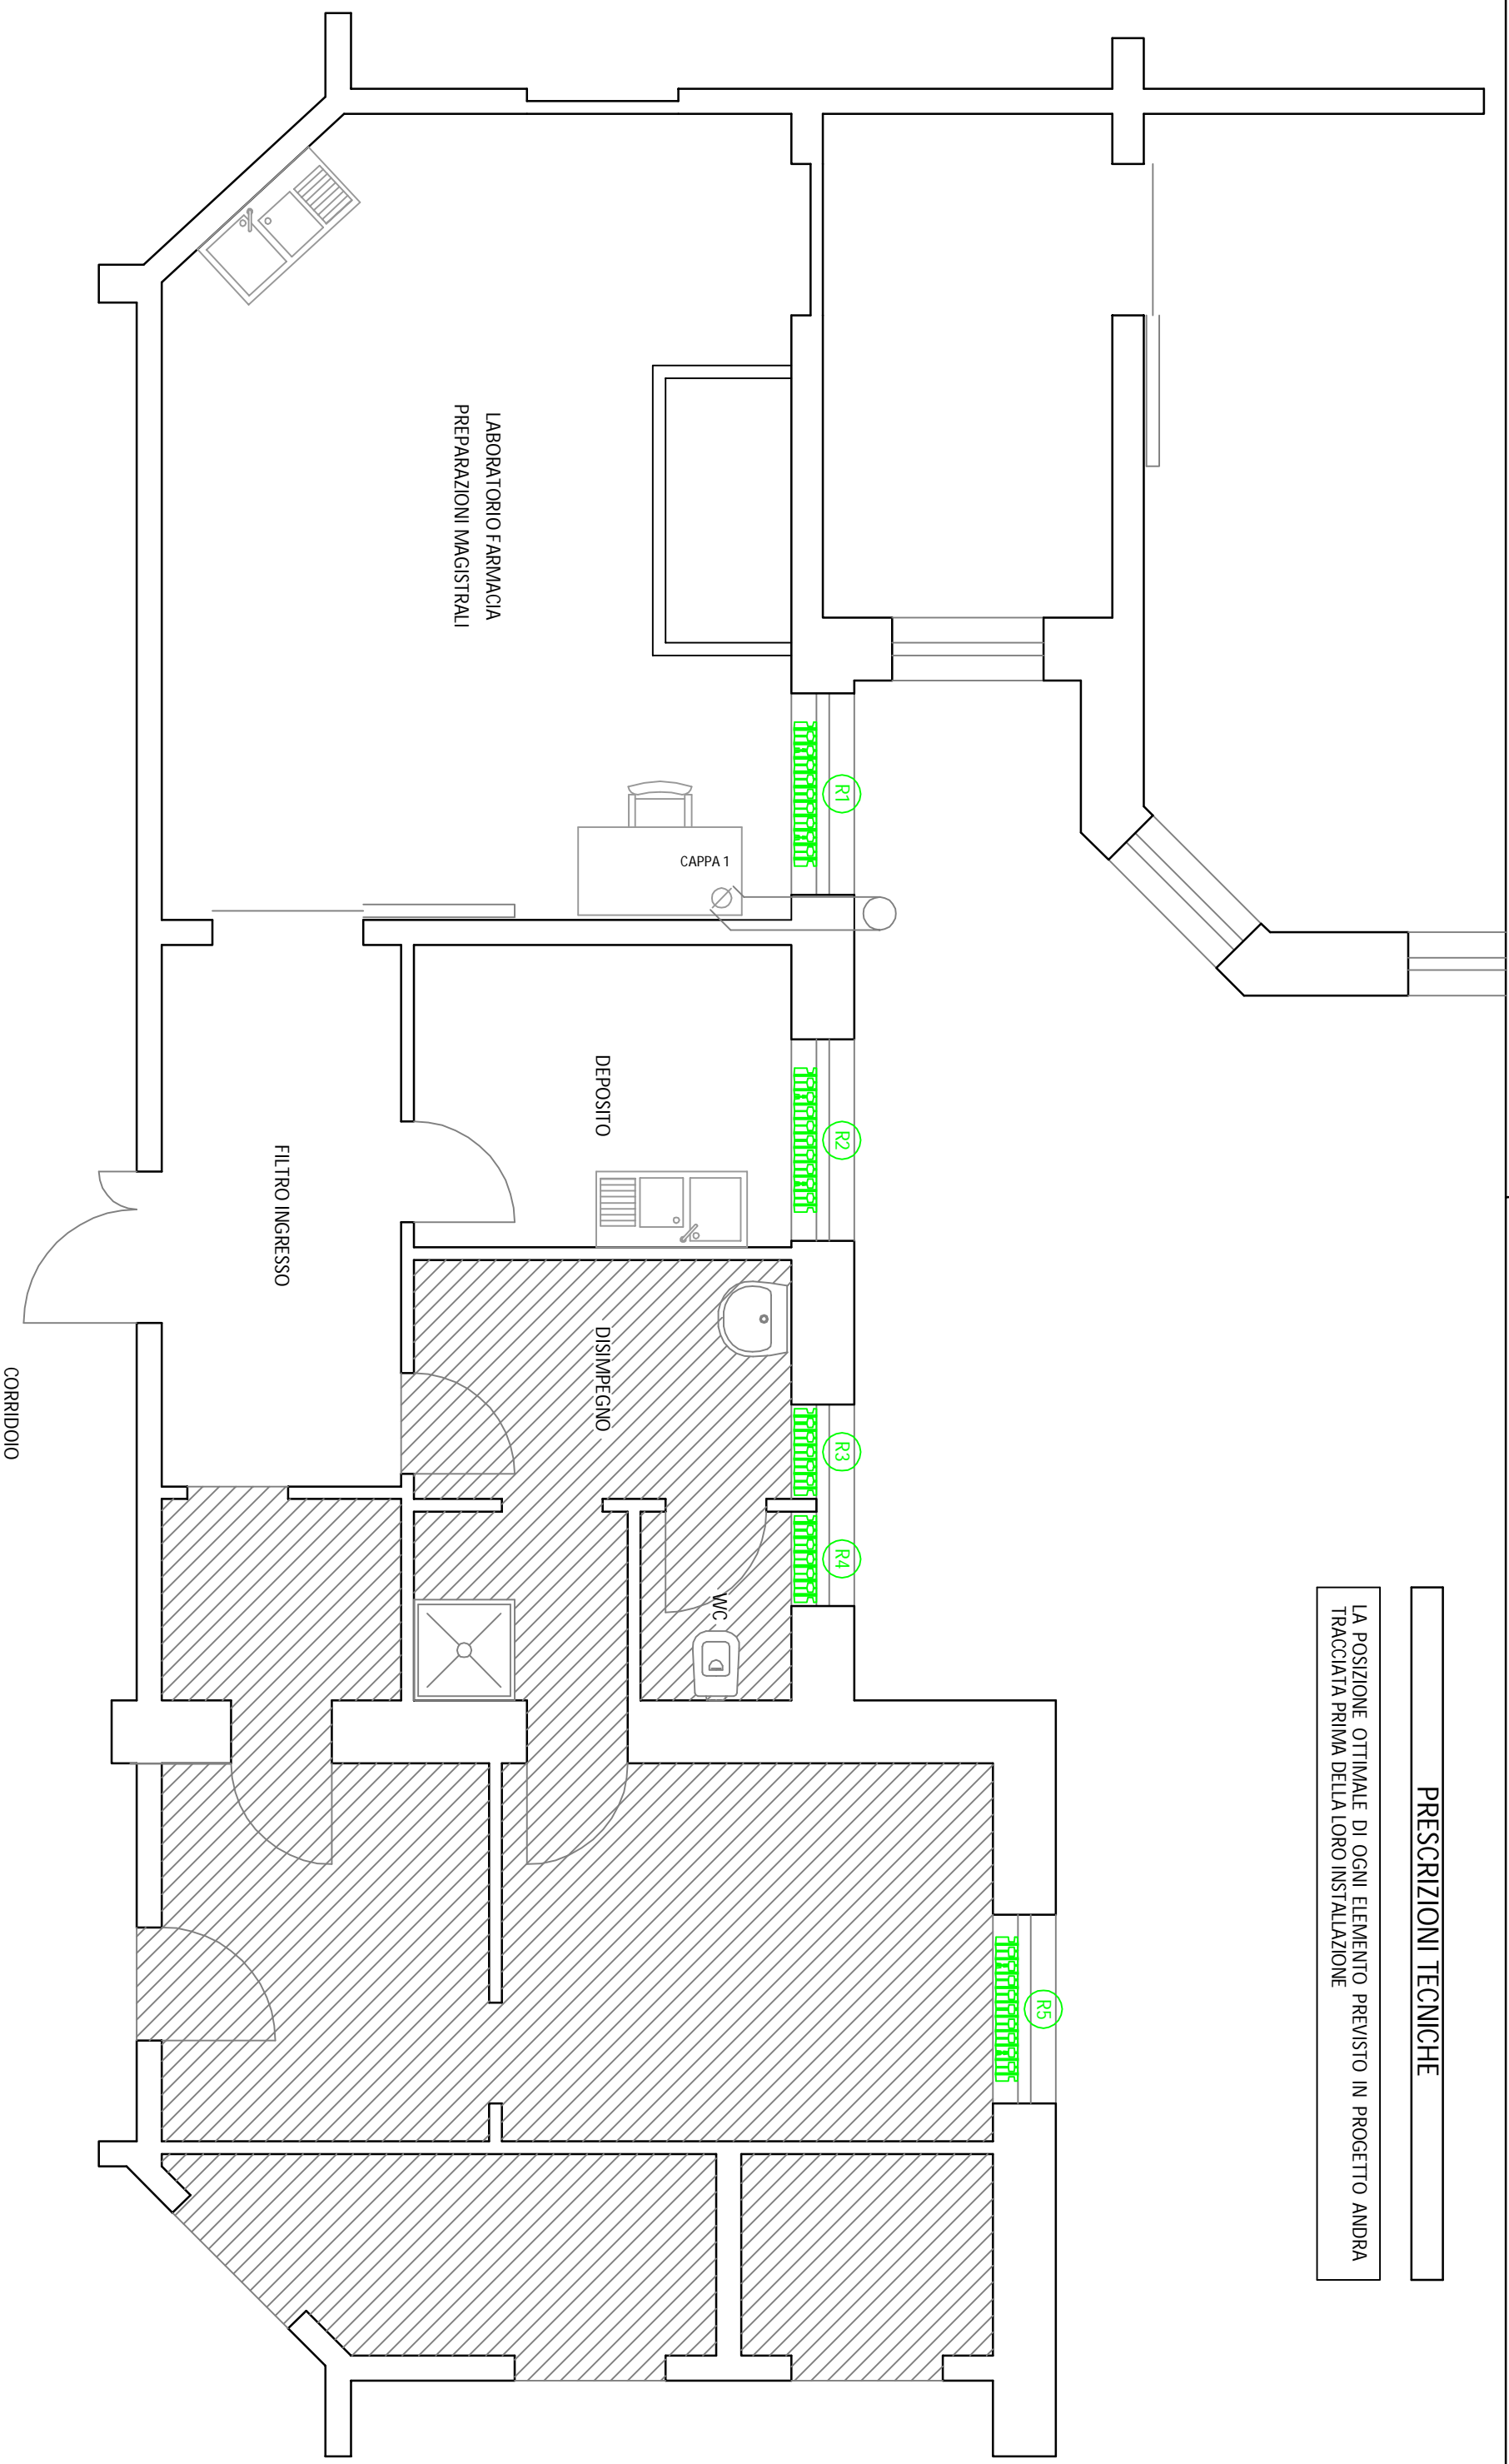 PRESCRIZIONI TECNICHE
LA POSIZIONE OTTIMALE DI OGNI ELEMENTO PREVISTO IN PROGETTO ANDRA
TRACCIATA PRIMA DELLA LORO INSTALLAZIONE
R1
R2
R3
R4
R5
CAPPA 1
LABORATORIO FARMACIA
PREPARAZIONI MAGISTRALI
DEPOSITO
DISIMPEGNO
WC
FILTRO INGRESSO
CORRIDOIO